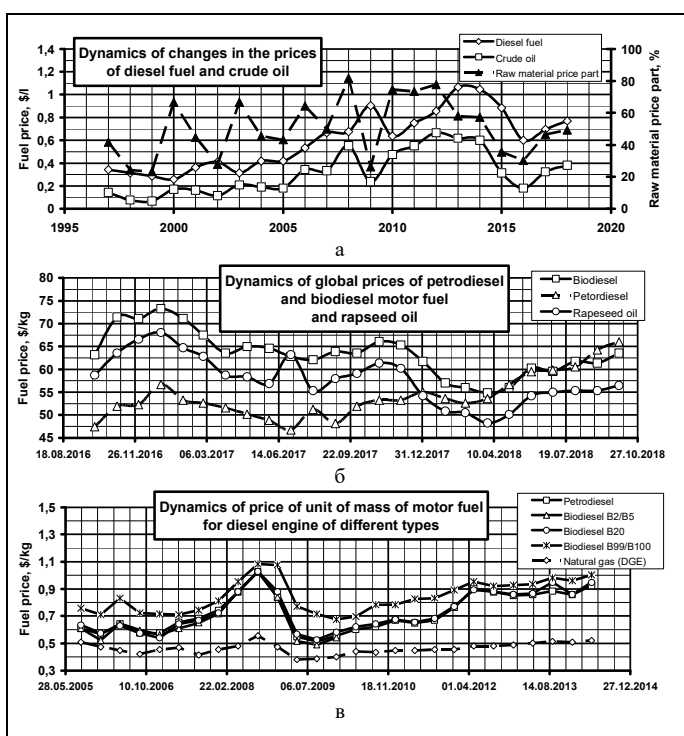 Dynamics of changes in the prices
of diesel fuel and crude oil
Diesel fuel
Crude oil
Raw material price part
Fuel price, $/l
1,4
1,2
1
0,8
0,6
0,4
0,2
0
100
80
60
40
20
0
Raw material price part, %
1995 2000 2005 2010 2015 2020
а
Dynamics of global prices of petrodiesel
and biodiesel motor fuel
and rapseed oil
Biodiesel
Petordiesel
Rapeseed oil
Fuel price, $/kg
80
75
70
65
60
55
50
45
18.08.2016 26.11.2016 06.03.2017 14.06.2017 22.09.2017 31.12.2017 10.04.2018 19.07.2018 27.10.2018
б
Dynamics of price of unit of mass of motor fuel
for diesel engine of different types
Petrodiesel
Biodiesel B2/B5
Biodiesel B20
Biodiesel B99/B100
Natural gas (DGE)
Fuel price, $/kg
1,5
1,3
1,1
0,9
0,7
0,5
0,3
28.05.2005 10.10.2006 22.02.2008 06.07.2009 18.11.2010 01.04.2012 14.08.2013 27.12.2014
в